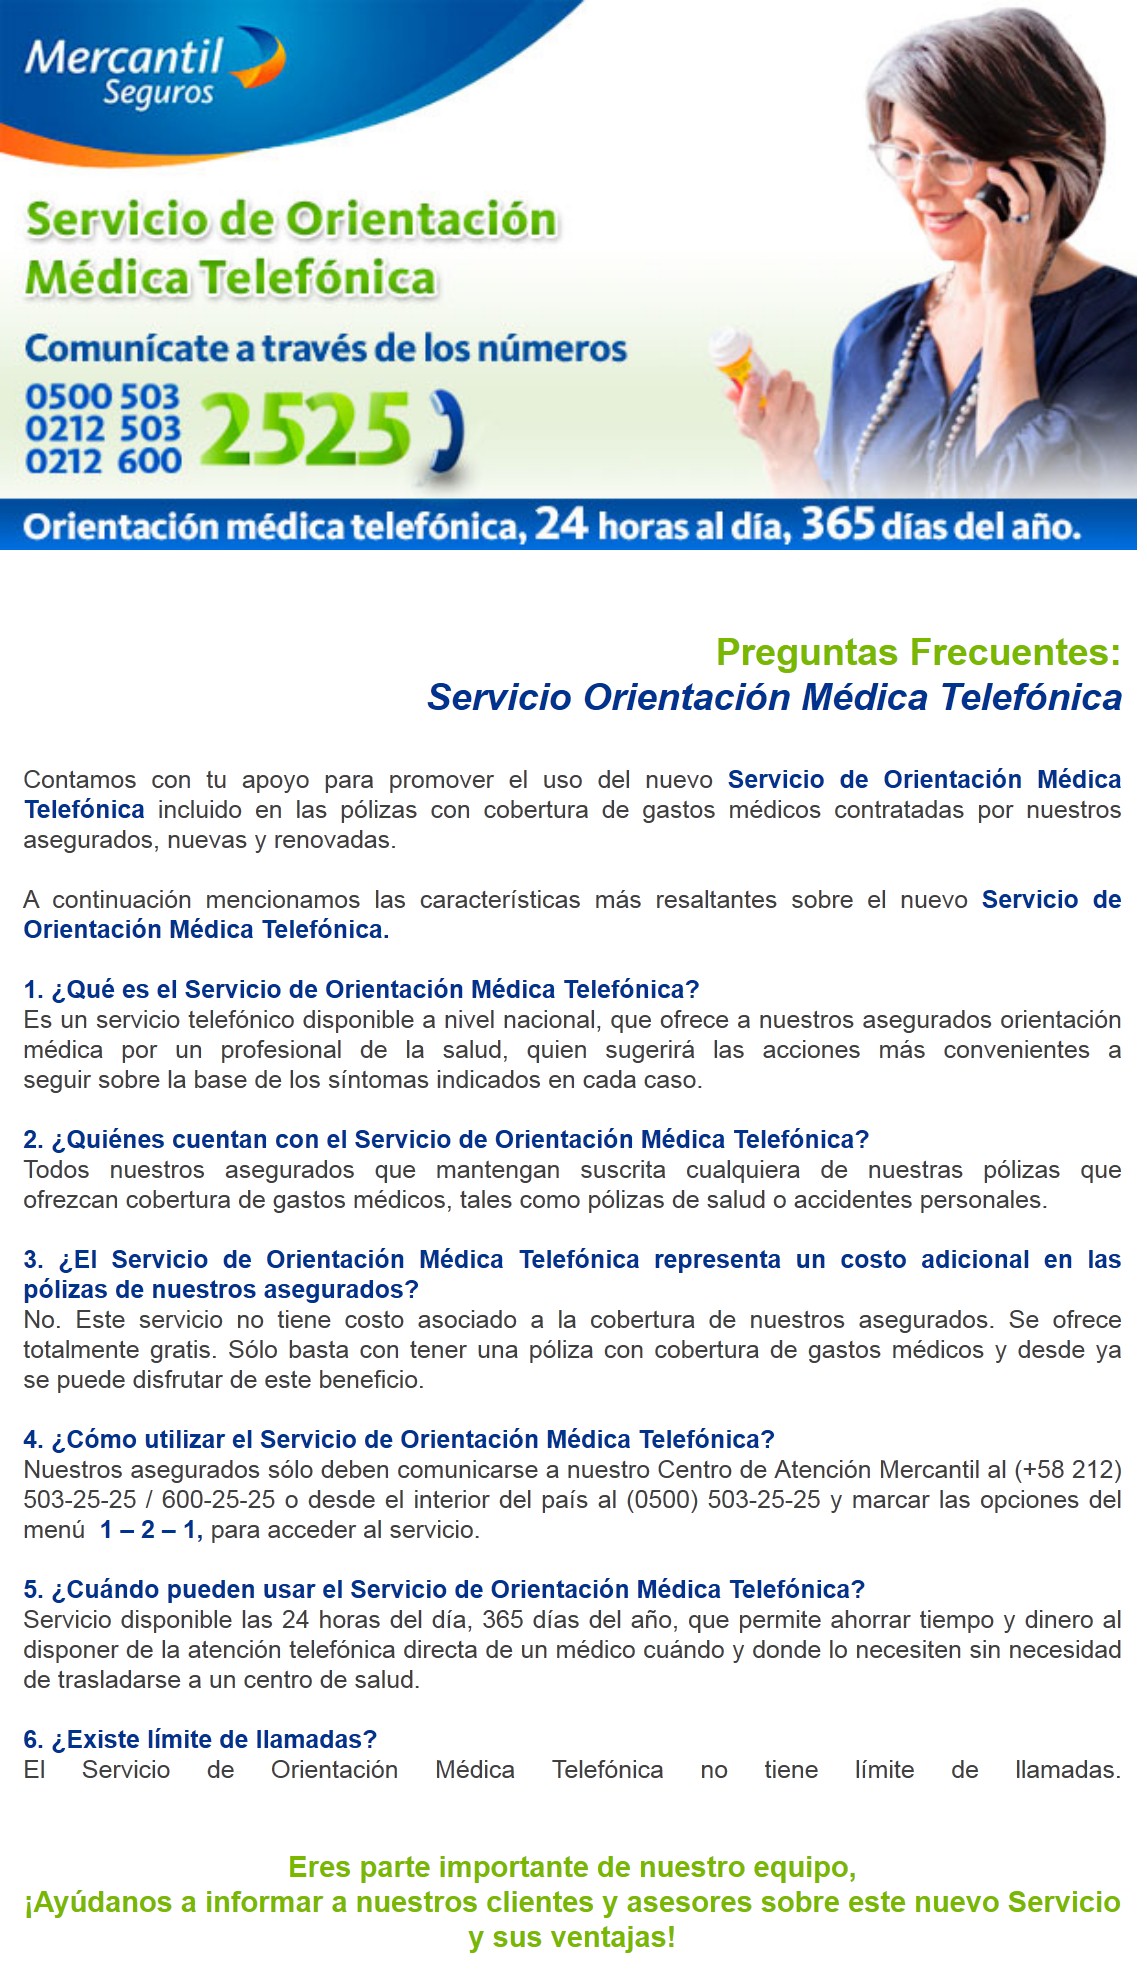 Mercantil
Seguros
Servicio de Orientación
Médica Telefónica
Comunícate a través de los números
0500 503
0212 503
0212 600
2525
Orientación médica telefónica, 24 horas al día, 365 días del año.
Preguntas Frecuentes:
Servicio Orientación Médica Telefónica
Contamos con tu apoyo para promover el uso del nuevo Servicio de Orientación Médica
Telefónica incluido en las pólizas con cobertura de gastos médicos contratadas por nuestros
asegurados, nuevas y renovadas.
A continuación mencionamos las características más resaltantes sobre el nuevo Servicio de
Orientación Médica Telefónica.
1. ¿Qué es el Servicio de Orientación Médica Telefónica?
Es un servicio telefónico disponible a nivel nacional, que ofrece a nuestros asegurados orientación
médica por un profesional de la salud, quien sugerirá las acciones más convenientes a
seguir sobre la base de los síntomas indicados en cada caso.
2. ¿Quiénes cuentan con el Servicio de Orientación Médica Telefónica?
Todos nuestros asegurados que mantengan suscrita cualquiera de nuestras pólizas que
ofrezcan cobertura de gastos médicos, tales como pólizas de salud o accidentes personales.
3. ¿El Servicio de Orientación Médica Telefónica representa un costo adicional en las
pólizas de nuestros asegurados?
No. Este servicio no tiene costo asociado a la cobertura de nuestros asegurados. Se ofrece
totalmente gratis. Sólo basta con tener una póliza con cobertura de gastos médicos y desde ya
se puede disfrutar de este beneficio.
4. ¿Cómo utilizar el Servicio de Orientación Médica Telefónica?
Nuestros asegurados sólo deben comunicarse a nuestro Centro de Atención Mercantil al (+58 212)
503-25-25 / 600-25-25 o desde el interior del país al (0500) 503-25-25 y marcar las opciones del
menú 1 – 2 – 1, para acceder al servicio.
5. ¿Cuándo pueden usar el Servicio de Orientación Médica Telefónica?
Servicio disponible las 24 horas del día, 365 días del año, que permite ahorrar tiempo y dinero al
disponer de la atención telefónica directa de un médico cuándo y donde lo necesiten sin necesidad
de trasladarse a un centro de salud.
6. ¿Existe límite de llamadas?
El Servicio de Orientación Médica Telefónica no tiene límite de llamadas.
Eres parte importante de nuestro equipo,
¡Ayúdanos a informar a nuestros clientes y asesores sobre este nuevo Servicio
y sus ventajas!